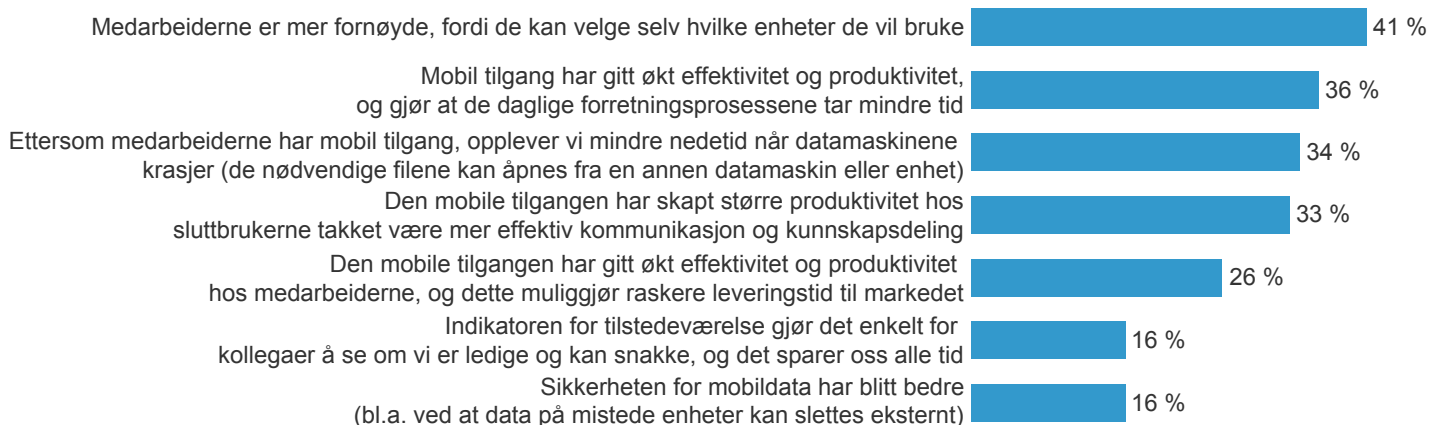 Medarbeiderne er mer fornøyde, fordi de kan velge selv hvilke enheter de vil bruke
41 %
Mobil tilgang har gitt økt effektivitet og produktivitet,
og gjør at de daglige forretningsprosessene tar mindre tid
36 %
Ettersom medarbeiderne har mobil tilgang, opplever vi mindre nedetid når datamaskinene
krasjer (de nødvendige filene kan åpnes fra en annen datamaskin eller enhet)
34 %
Den mobile tilgangen har skapt større produktivitet hos
sluttbrukerne takket være mer effektiv kommunikasjon og kunnskapsdeling
33 %
Den mobile tilgangen har gitt økt effektivitet og produktivitet
hos medarbeiderne, og dette muliggjør raskere leveringstid til markedet
26 %
Indikatoren for tilstedeværelse gjør det enkelt for
kollegaer å se om vi er ledige og kan snakke, og det sparer oss alle tid
16 %
Sikkerheten for mobildata har blitt bedre
(bl.a. ved at data på mistede enheter kan slettes eksternt)
16 %